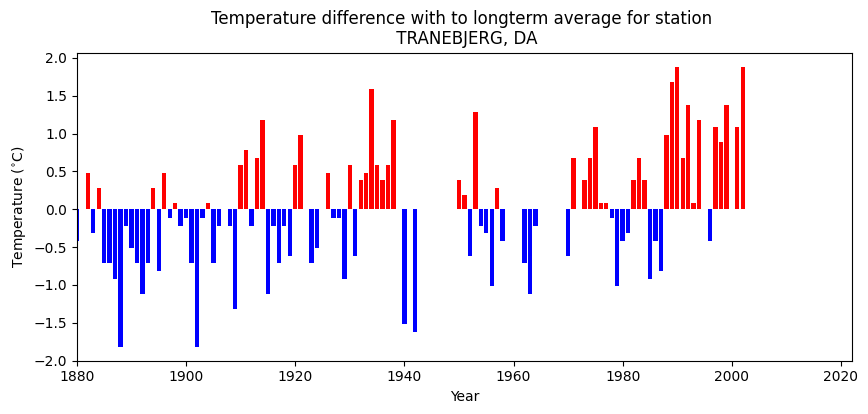 Temperature difference with to longterm average for station
TRANEBJERG, DA
2.0
1.5
1.0
0.5
0.0
−0.5
−1.0
−1.5
−2.0
Temperature (°C)
1880 1900 1920 1940 1960 1980 2000 2020
Year